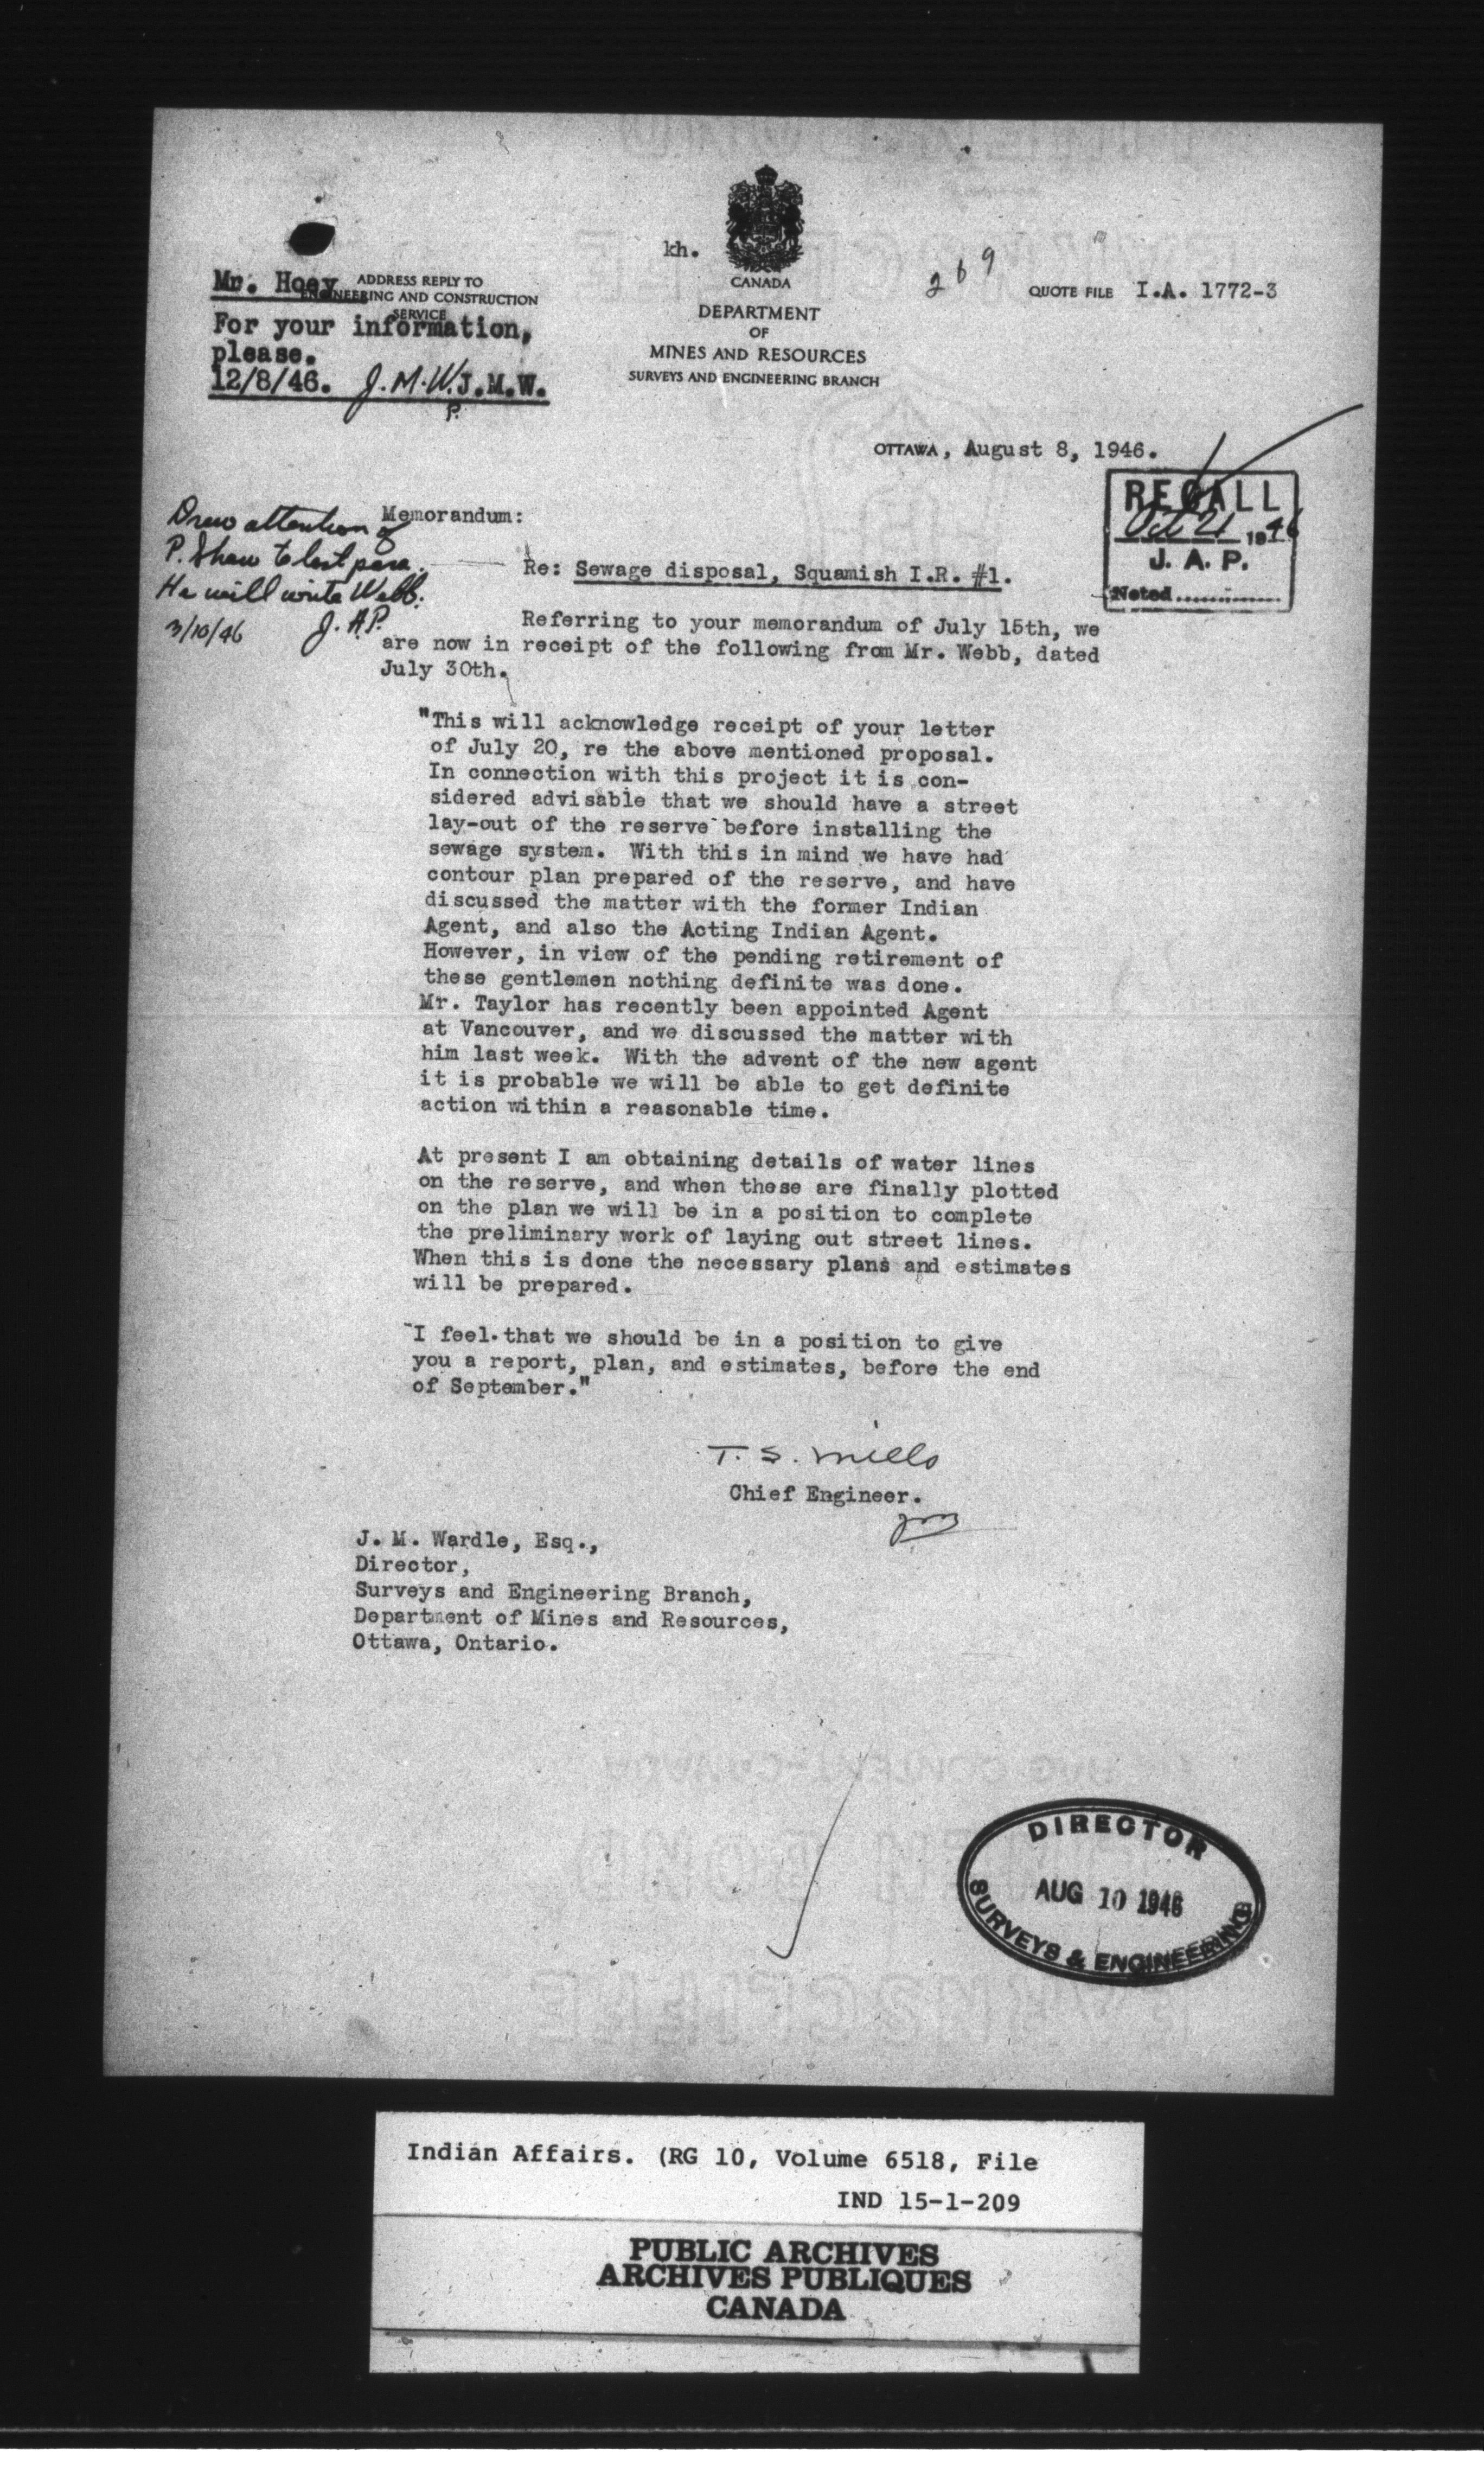 kh.
CANADA
DEPARTMENT
OF
MINES AND RESOURCES
SURVEYS AND ENGINEERING BRANCH
Mr. Hoey
ADDRESS REPLY TO
ENGINEERING AND CONSTRUCTION
SERVICE
For your information,
please.
12/8/46. J.M.W. J.M.W.
P.
269
QUOTE FILE I.A. 1772-3
OTTAWA, August 8, 1946.
RECALL
Oct 21 1946
J. A. P.
Noted
Drew attention of
P. Shaw to last para.
He will write Webb.
3/10/46 J.A.P.
Memorandum:
Re: Sewage disposal, Squamish I.R. #1.
Referring to your memorandum of July 15th, we
are now in receipt of the following from Mr. Webb, dated
July 30th.
"This will acknowledge receipt of your letter
of July 20, re the above mentioned proposal.
In connection with this project it is con-
sidered advisable that we should have a street
lay-out of the reserve before installing the
sewage system. With this in mind we have had
contour plan prepared of the reserve, and have
discussed the matter with the former Indian
Agent, and also the Acting Indian Agent.
However, in view of the pending retirement of
these gentlemen nothing definite was done.
Mr. Taylor has recently been appointed Agent
at Vancouver, and we discussed the matter with
him last week. With the advent of the new agent
it is probable we will be able to get definite
action within a reasonable time.
At present I am obtaining details of water lines
on the reserve, and when these are finally plotted
on the plan we will be in a position to complete
the preliminary work of laying out street lines.
When this is done the necessary plans and estimates
will be prepared.
"I feel that we should be in a position to give
you a report, plan, and estimates, before the end
of September."
T. S. Mills
Chief Engineer.
J. M. Wardle, Esq.,
Director,
Surveys and Engineering Branch,
Department of Mines and Resources,
Ottawa, Ontario.
DIRECTOR
AUG 10 1946
SURVEYS & ENGINEERING
Indian Affairs. (RG 10, Volume 6518, File
IND 15-1-209
PUBLIC ARCHIVES
ARCHIVES PUBLIQUES
CANADA